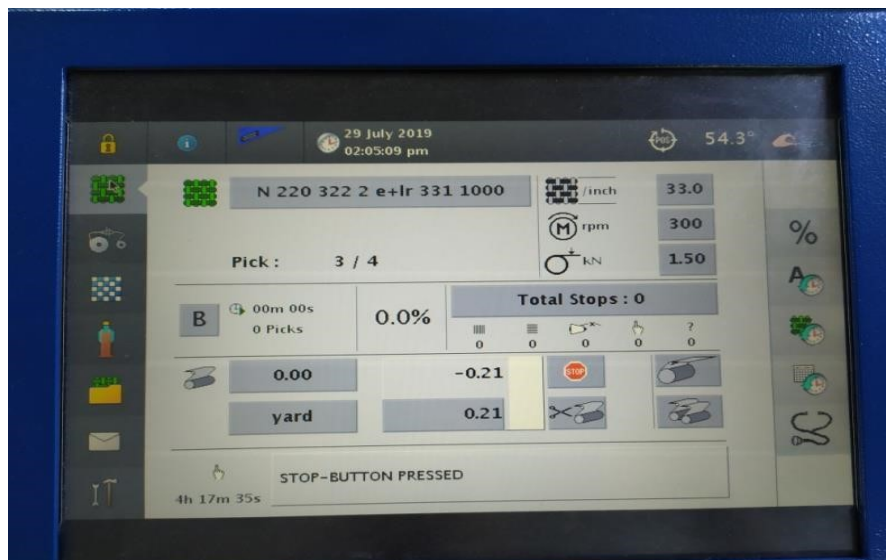 29 July 2019
02:05:09 pm
POS 54.3°
N 220 322 2 e+lr 331 1000
/inch 33.0
M rpm 300
kN 1.50
Pick : 3 / 4
%
A
B
00m 00s
0 Picks
0.0%
Total Stops : 0
?
0 0 0 0 0
0.00 -0.21 STOP
yard 0.21
STOP-BUTTON PRESSED
4h 17m 35s